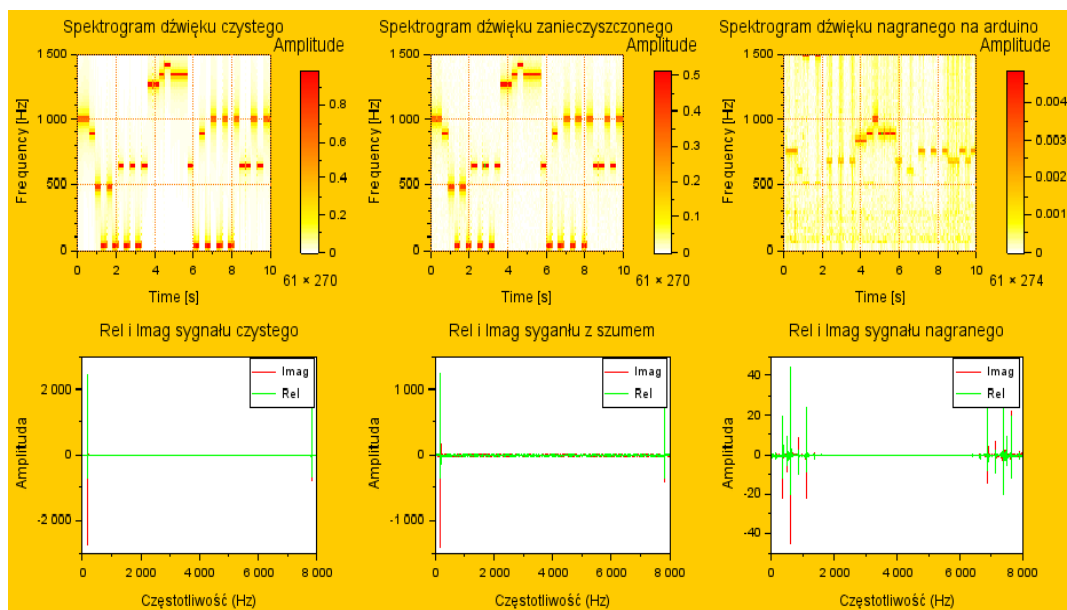 Spektrogram dźwięku czystego
Amplitude
1 500
1 000
500
0
Frequency [Hz]
0 2 4 6 8 10
Time [s]
0.8
0.6
0.4
0.2
0
61 × 270
Spektrogram dźwięku zanieczyszczonego
Amplitude
1 500
1 000
500
0
Frequency [Hz]
0 2 4 6 8 10
Time [s]
0.5
0.4
0.3
0.2
0.1
0
61 × 270
Spektrogram dźwięku nagranego na arduino
Amplitude
1 500
1 000
500
0
Frequency [Hz]
0 2 4 6 8 10
Time [s]
0.004
0.003
0.002
0.001
0
61 × 274
Rel i Imag sygnału czystego
Imag
Rel
2 000
0
-2 000
Amplituda
0 2 000 4 000 6 000 8 000
Częstotliwość (Hz)
Rel i Imag syganłu z szumem
Imag
Rel
1 000
0
-1 000
Amplituda
0 2 000 4 000 6 000 8 000
Częstotliwość (Hz)
Rel i Imag sygnału nagranego
Imag
Rel
40
20
0
-20
-40
Amplituda
0 2 000 4 000 6 000 8 000
Częstotliwość (Hz)